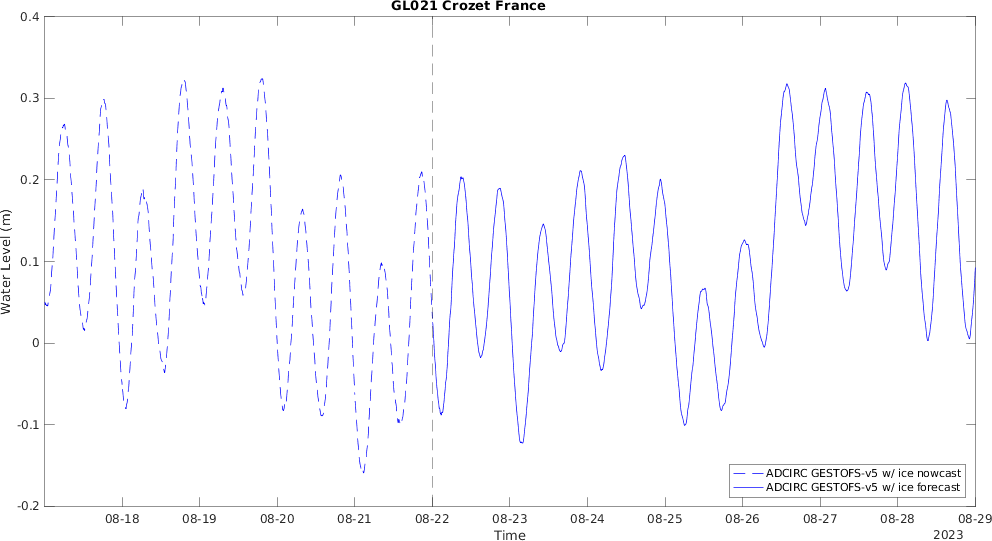 GL021 Crozet France
0.4
0.3
0.2
0.1
0
-0.1
-0.2
Water Level (m)
ADCIRC GESTOFS-v5 w/ ice nowcast
ADCIRC GESTOFS-v5 w/ ice forecast
08-18 08-19 08-20 08-21 08-22 08-23 08-24 08-25 08-26 08-27 08-28 08-29
Time
2023